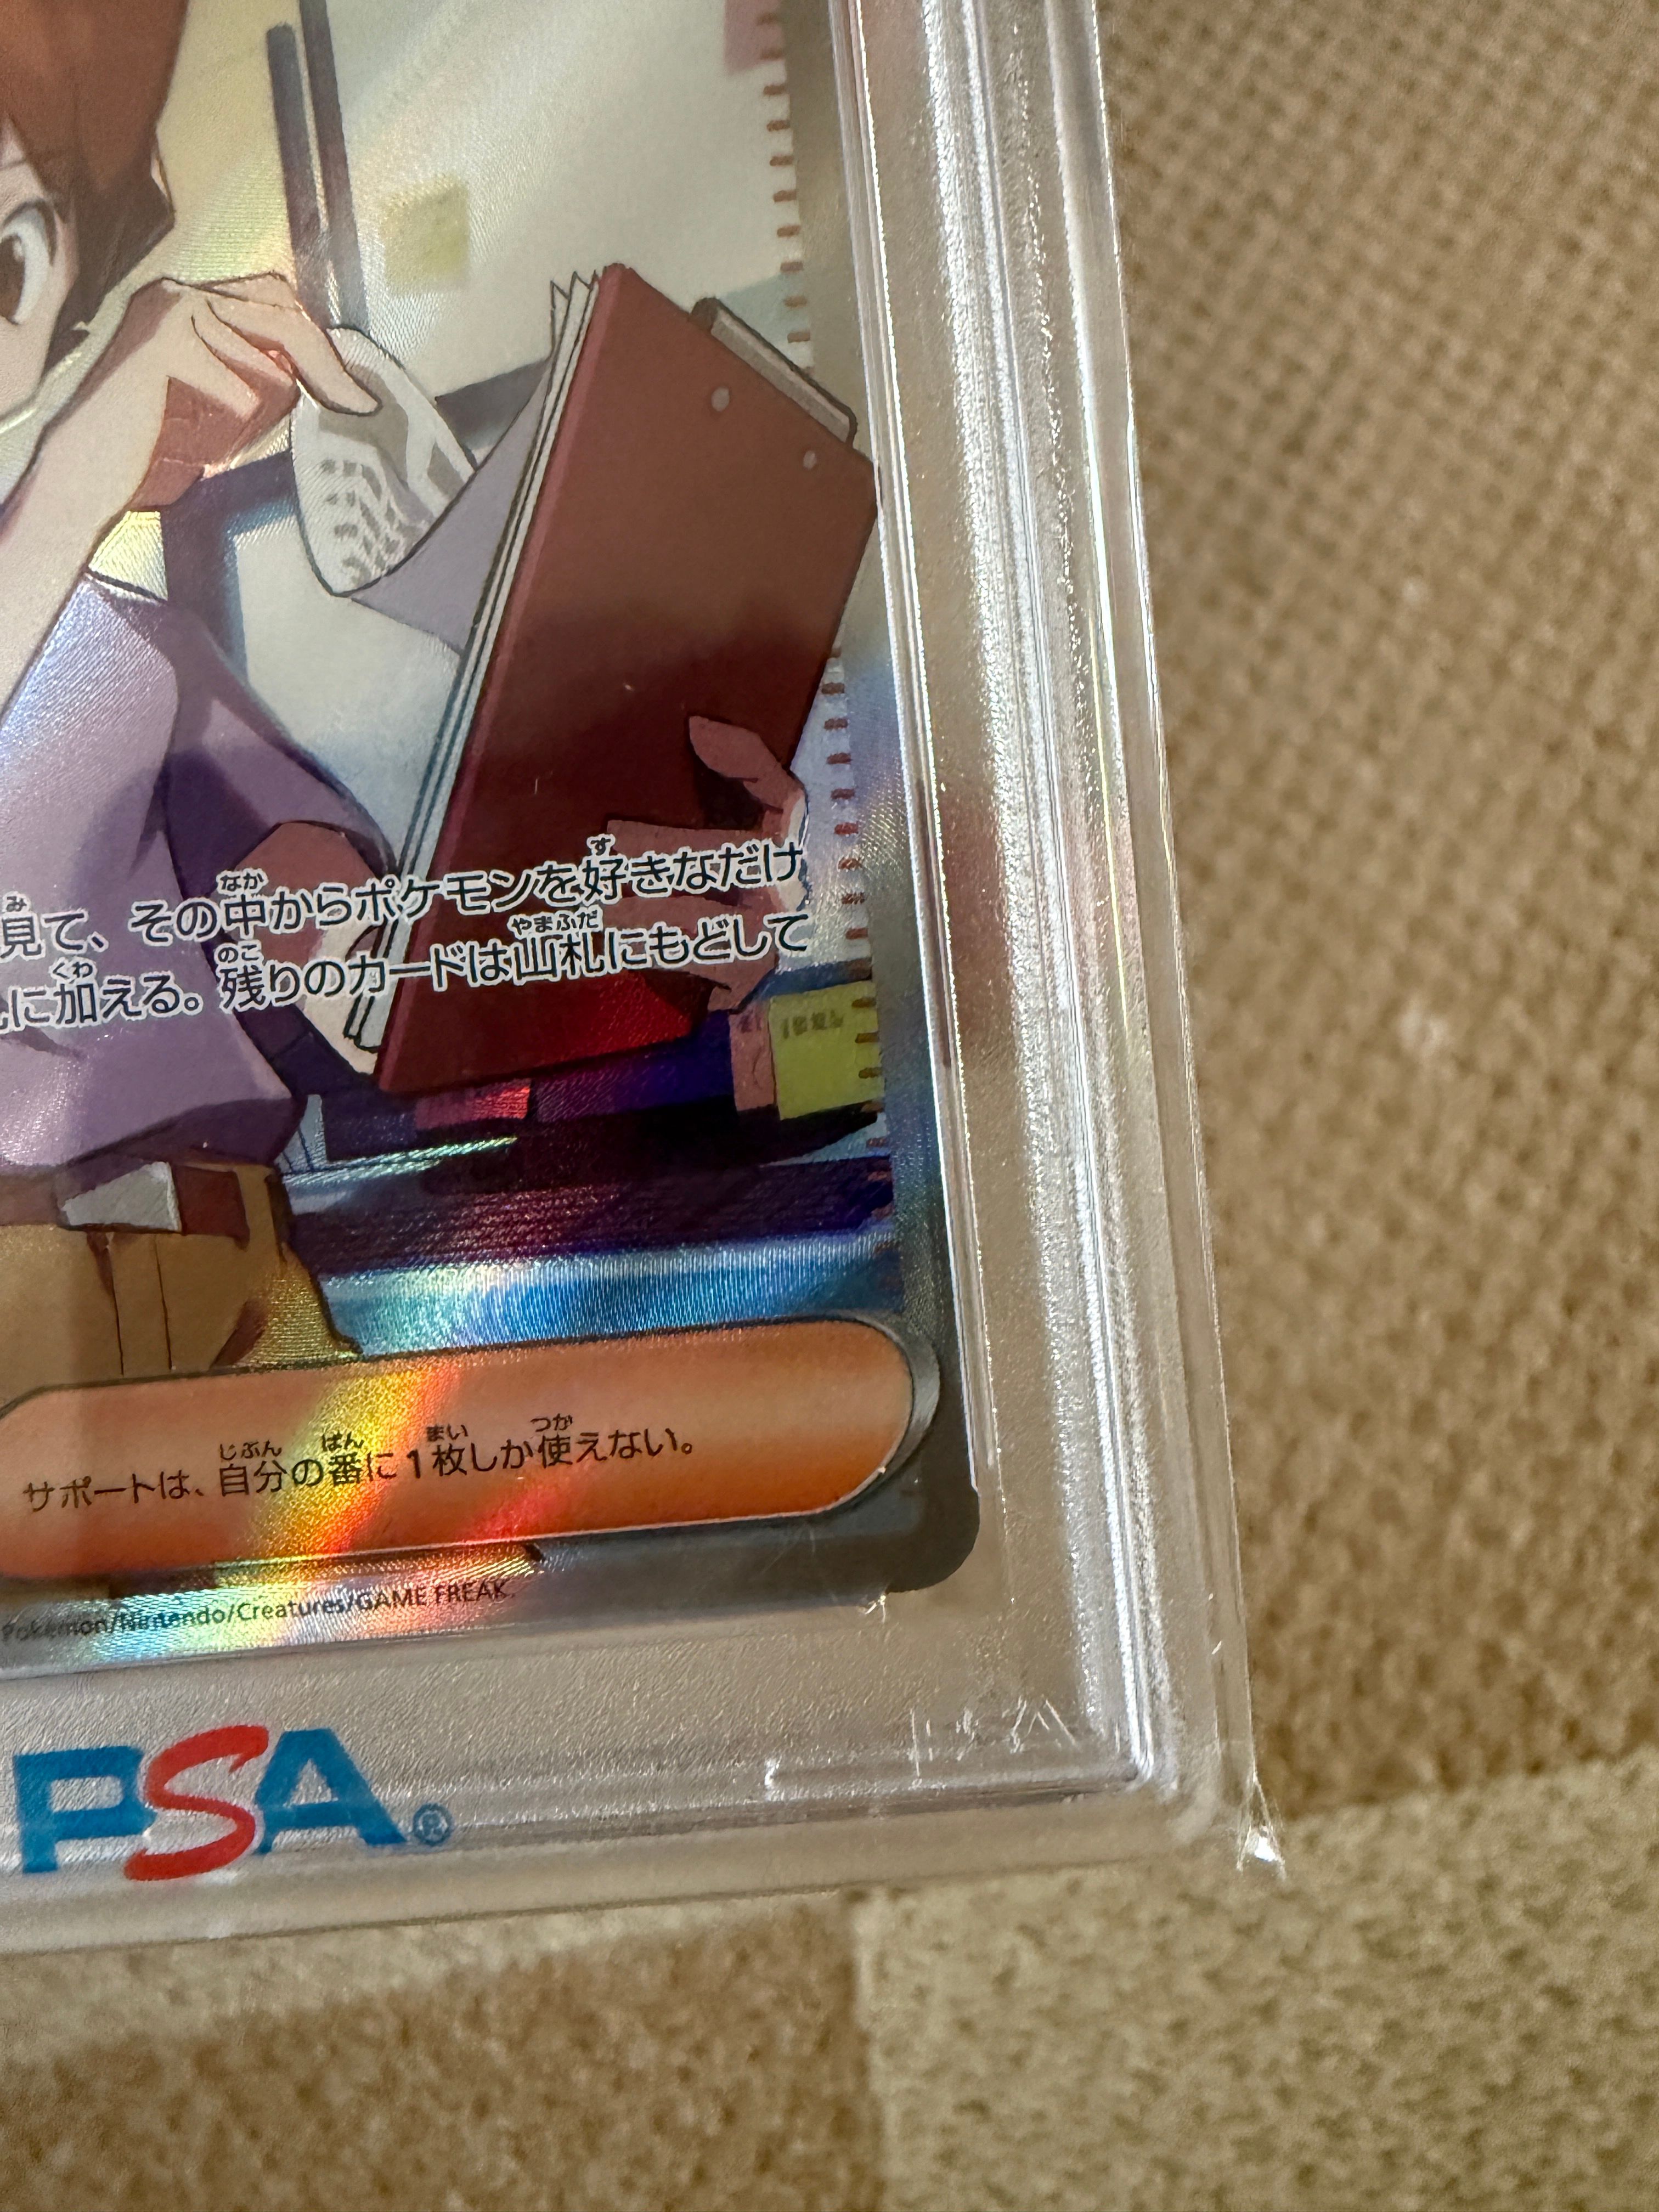 見て、その中からポケモンを好きなだけ
に加える。残りのカードは山札にもどして
サポートは、自分の番に1枚しか使えない。
Pokémon/Nintendo/Creatures/GAME FREAK.
PSA®